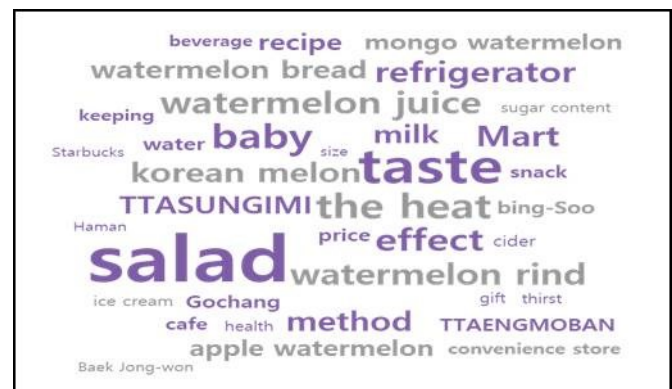 beverage recipe mongo watermelon
watermelon bread refrigerator
watermelon juice sugar content
keeping
Starbucks water baby size milk Mart
korean melon taste snack
TTASUNGIMI the heat bing-Soo
Haman
salad price effect cider
watermelon rind
ice cream Gochang gift thirst
cafe health method TTAENGMOBAN
apple watermelon convenience store
Baek Jong-won